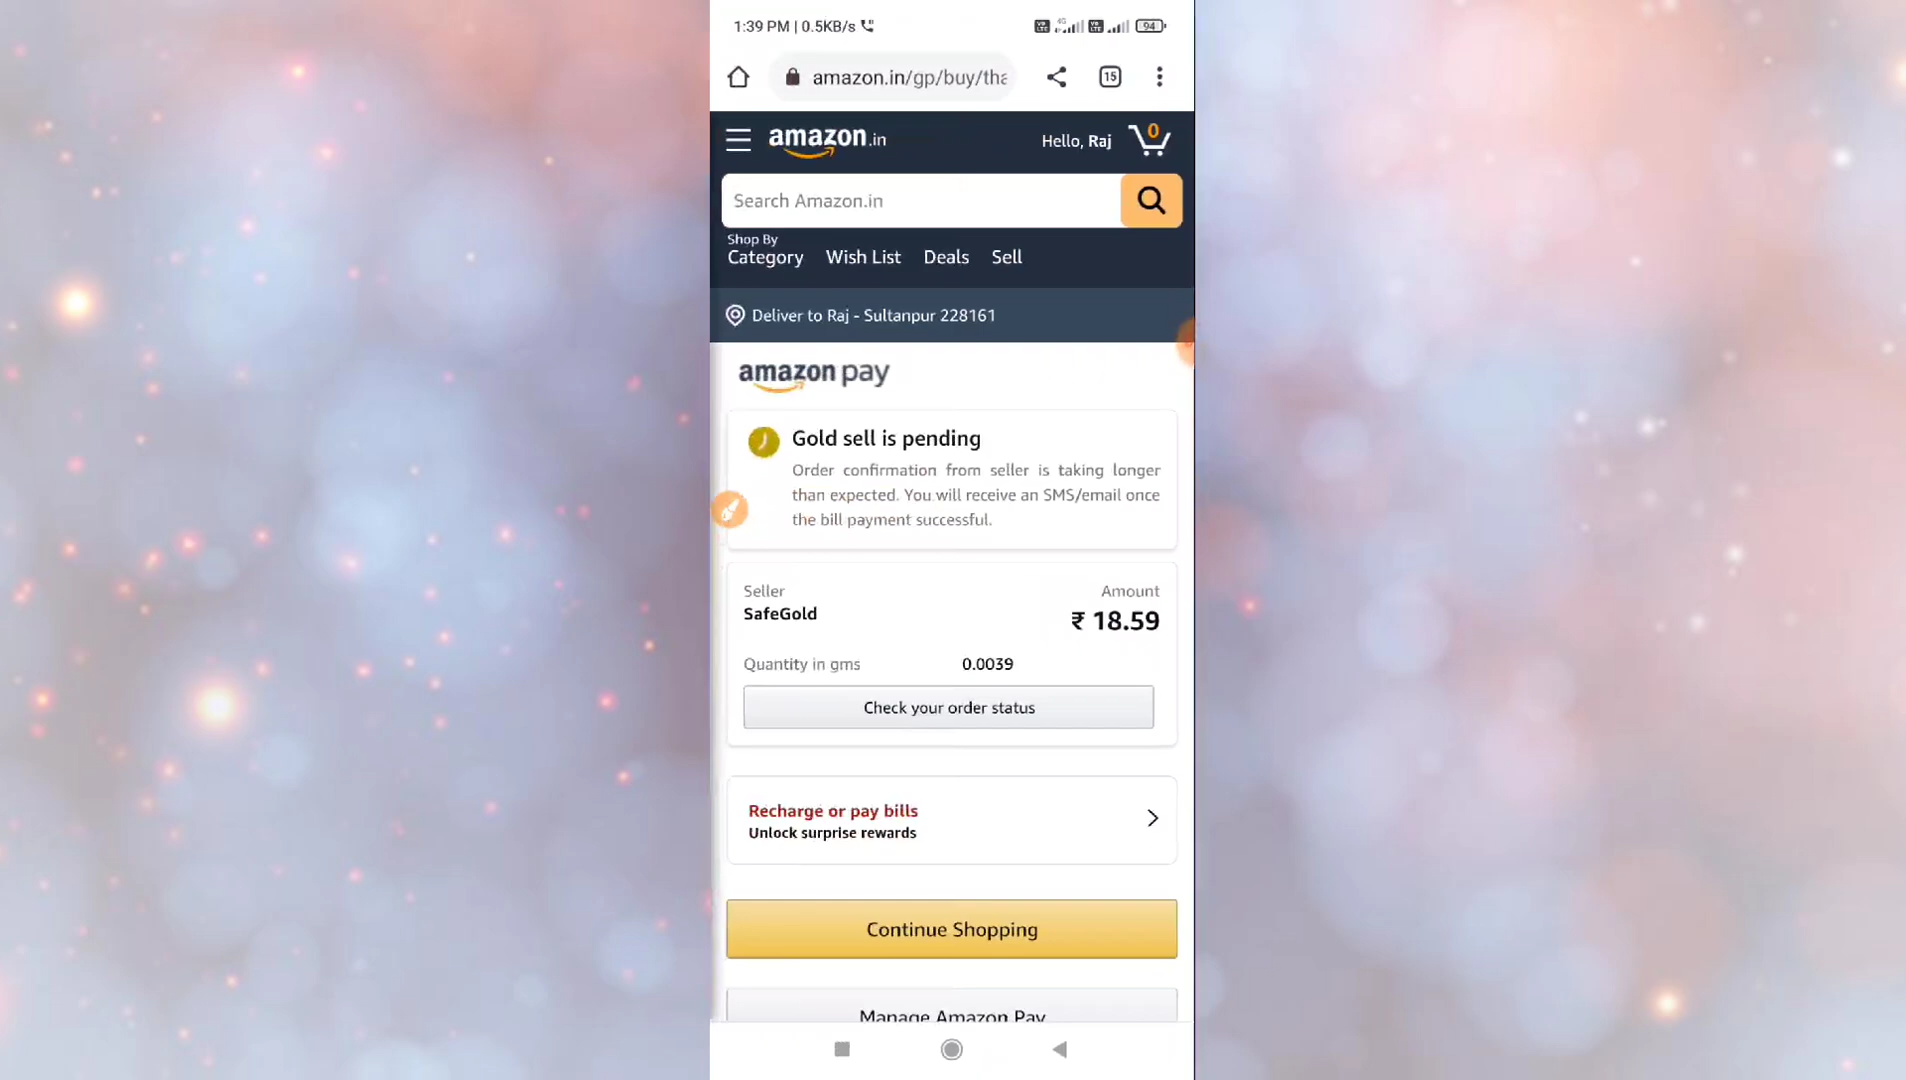 1:39 PM | 0.5KB/s
4G
94
amazon.in/gp/buy/tha
15
amazon.in
Hello, Raj
0
Search Amazon.in
Shop By
Category Wish List Deals Sell
Deliver to Raj - Sultanpur 228161
amazon pay
Gold sell is pending
Order confirmation from seller is taking longer
than expected. You will receive an SMS/email once
the bill payment successful.
Seller Amount
SafeGold ₹ 18.59
Quantity in gms 0.0039
Check your order status
Recharge or pay bills
Unlock surprise rewards
Continue Shopping
Manage Amazon Pay